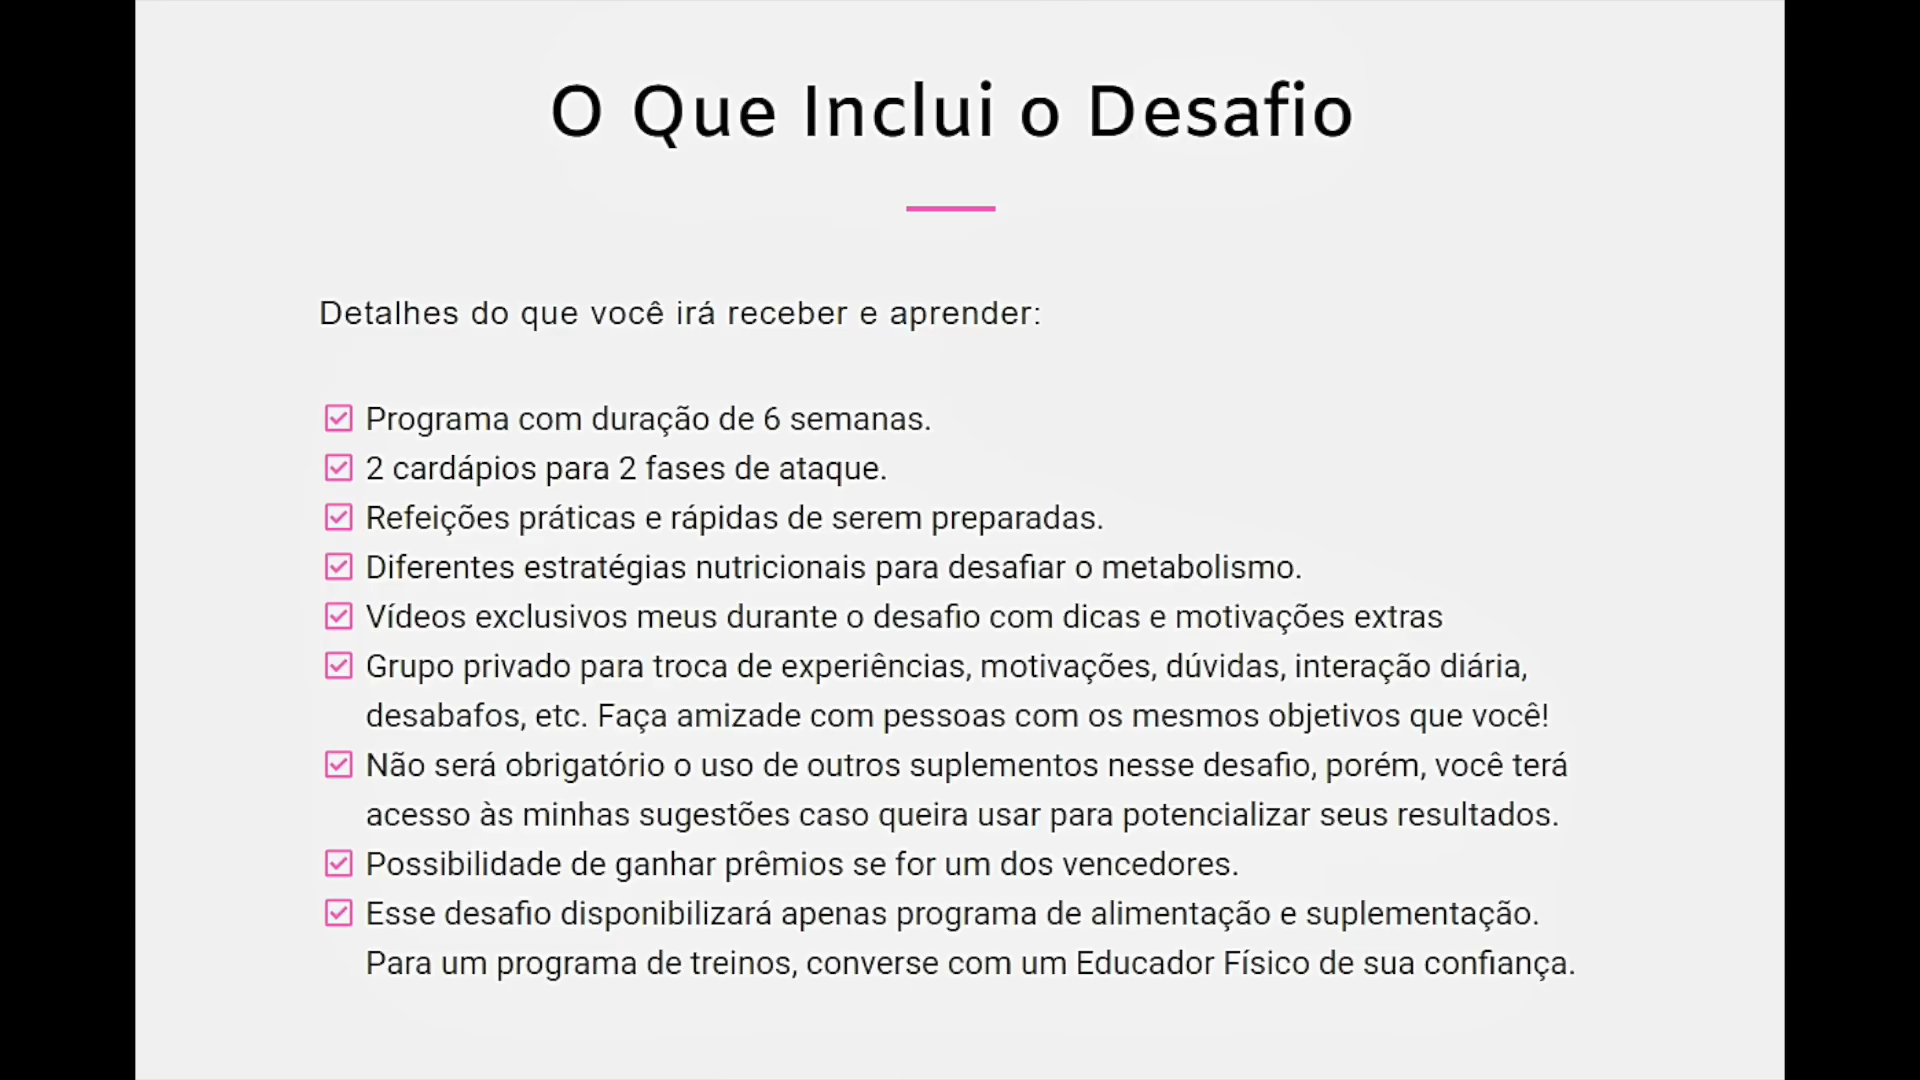 O Que Inclui o Desafio
Detalhes do que você irá receber e aprender:
Programa com duração de 6 semanas.
2 cardápios para 2 fases de ataque.
Refeições práticas e rápidas de serem preparadas.
Diferentes estratégias nutricionais para desafiar o metabolismo.
Vídeos exclusivos meus durante o desafio com dicas e motivações extras
Grupo privado para troca de experiências, motivações, dúvidas, interação diária,
desabafos, etc. Faça amizade com pessoas com os mesmos objetivos que você!
Não será obrigatório o uso de outros suplementos nesse desafio, porém, você terá
acesso às minhas sugestões caso queira usar para potencializar seus resultados.
Possibilidade de ganhar prêmios se for um dos vencedores.
Esse desafio disponibilizará apenas programa de alimentação e suplementação.
Para um programa de treinos, converse com um Educador Físico de sua confiança.